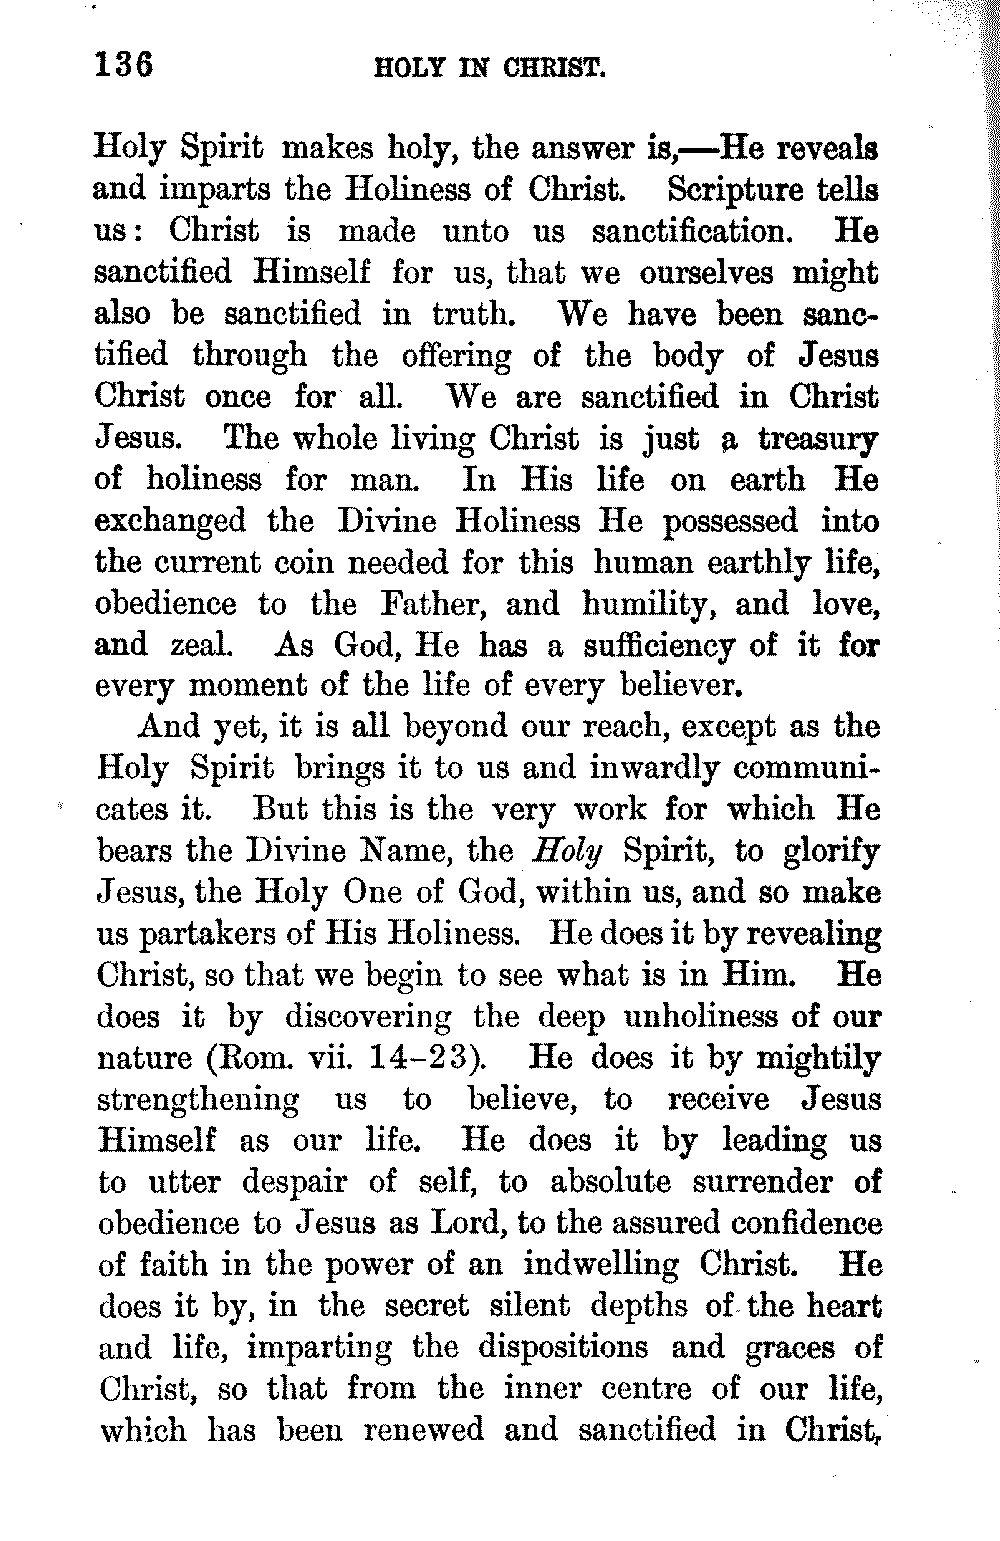 136 HOLY IN CHRIST.
Holy Spirit makes holy, the answer is,—He reveals
and imparts the Holiness of Christ. Scripture tells
us: Christ is made unto us sanctification. He
sanctified Himself for us, that we ourselves might
also be sanctified in truth. We have been sanc-
tified through the offering of the body of Jesus
Christ once for all. We are sanctified in Christ
Jesus. The whole living Christ is just a treasury
of holiness for man. In His life on earth He
exchanged the Divine Holiness He possessed into
the current coin needed for this human earthly life,
obedience to the Father, and humility, and love,
and zeal. As God, He has a sufficiency of it for
every moment of the life of every believer.
And yet, it is all beyond our reach, except as the
Holy Spirit brings it to us and inwardly communi-
cates it. But this is the very work for which He
bears the Divine Name, the Holy Spirit, to glorify
Jesus, the Holy One of God, within us, and so make
us partakers of His Holiness. He does it by revealing
Christ, so that we begin to see what is in Him. He
does it by discovering the deep unholiness of our
nature (Rom. vii. 14–23). He does it by mightily
strengthening us to believe, to receive Jesus
Himself as our life. He does it by leading us
to utter despair of self, to absolute surrender of
obedience to Jesus as Lord, to the assured confidence
of faith in the power of an indwelling Christ. He
does it by, in the secret silent depths of the heart
and life, imparting the dispositions and graces of
Christ, so that from the inner centre of our life,
which has been renewed and sanctified in Christ,